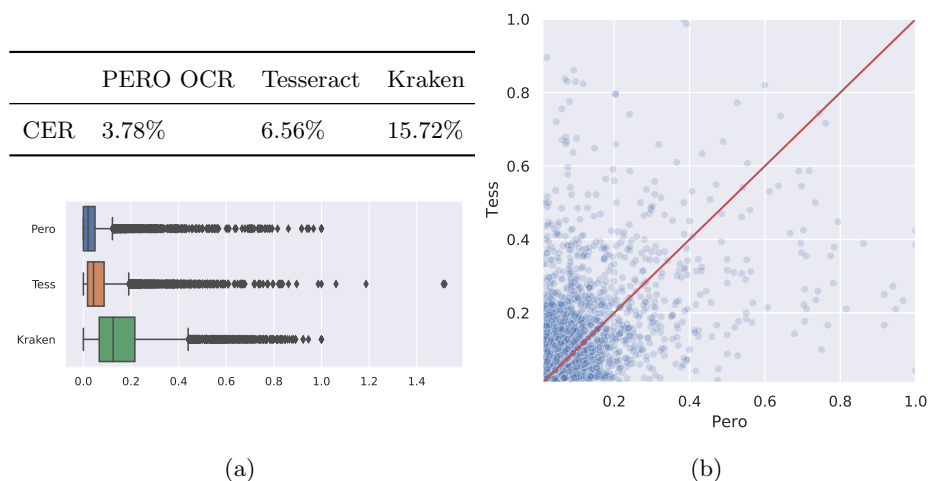 PERO OCR Tesseract Kraken
CER 3.78% 6.56% 15.72%
Pero
Tess
Kraken
0.0 0.2 0.4 0.6 0.8 1.0 1.2 1.4
(a)
1.0
0.8
0.6
0.4
0.2
Tess
0.2 0.4 0.6 0.8 1.0
Pero
(b)